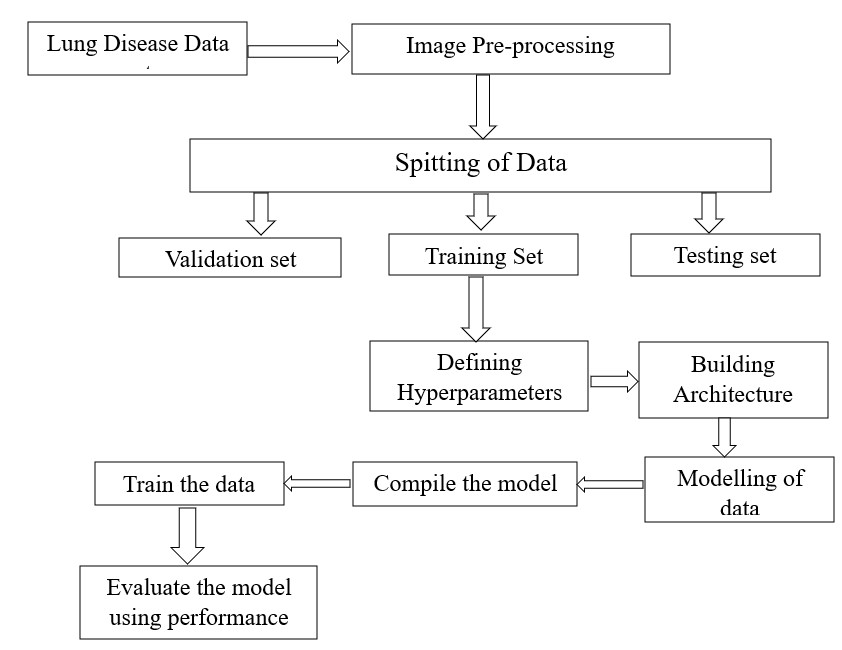 Lung Disease Data
Image Pre-processing
Spitting of Data
Validation set
Training Set
Testing set
Defining
Hyperparameters
Building
Architecture
Modelling of
data
Compile the model
Train the data
Evaluate the model
using performance